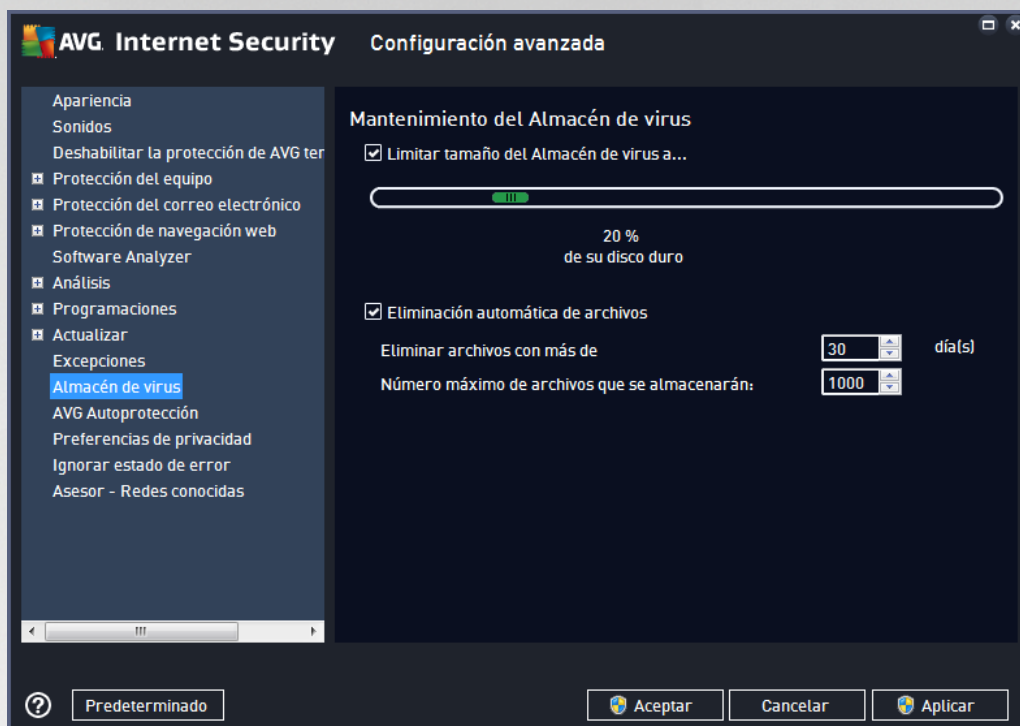 AVG. Internet Security
Configuración avanzada
Apariencia
Sonidos
Deshabilitar la protección de AVG ter
Protección del equipo
Protección del correo electrónico
Protección de navegación web
Software Analyzer
Análisis
Programaciones
Actualizar
Excepciones
Almacén de virus
AVG Autoprotección
Preferencias de privacidad
Ignorar estado de error
Asesor - Redes conocidas
Mantenimiento del Almacén de virus
Limitar tamaño del Almacén de virus a...
20 %
de su disco duro
Eliminación automática de archivos
Eliminar archivos con más de 30 día(s)
Número máximo de archivos que se almacenarán: 1000
Predeterminado
Aceptar
Cancelar
Aplicar